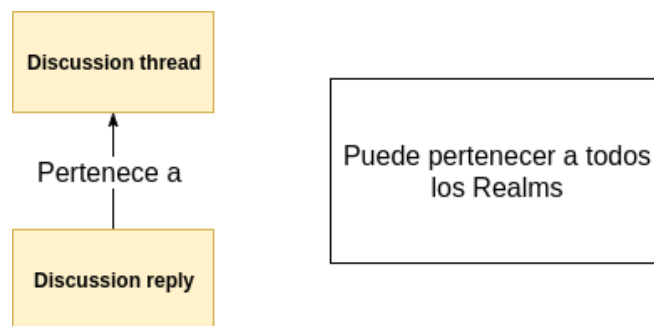 Discussion thread
Pertenece a
Discussion reply
Puede pertenecer a todos
los Realms